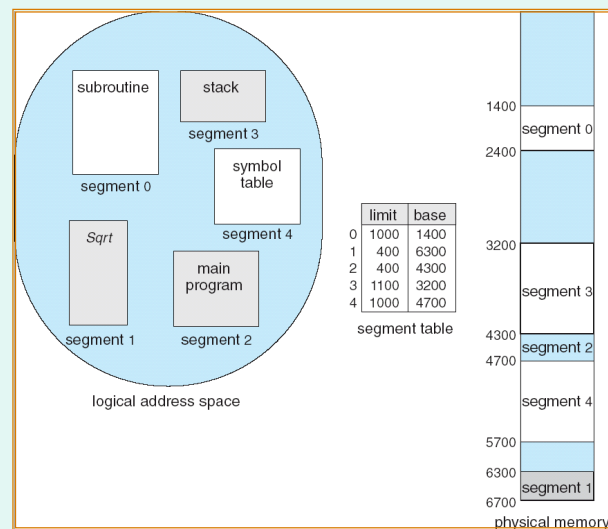 subroutine
segment 0
stack
segment 3
symbol
table
segment 4
Sqrt
segment 1
main
program
segment 2
logical address space
limit base
0 1000 1400
1 400 6300
2 400 4300
3 1100 3200
4 1000 4700
segment table
1400
segment 0
2400
3200
segment 3
4300
segment 2
4700
segment 4
5700
6300
segment 1
6700
physical memory